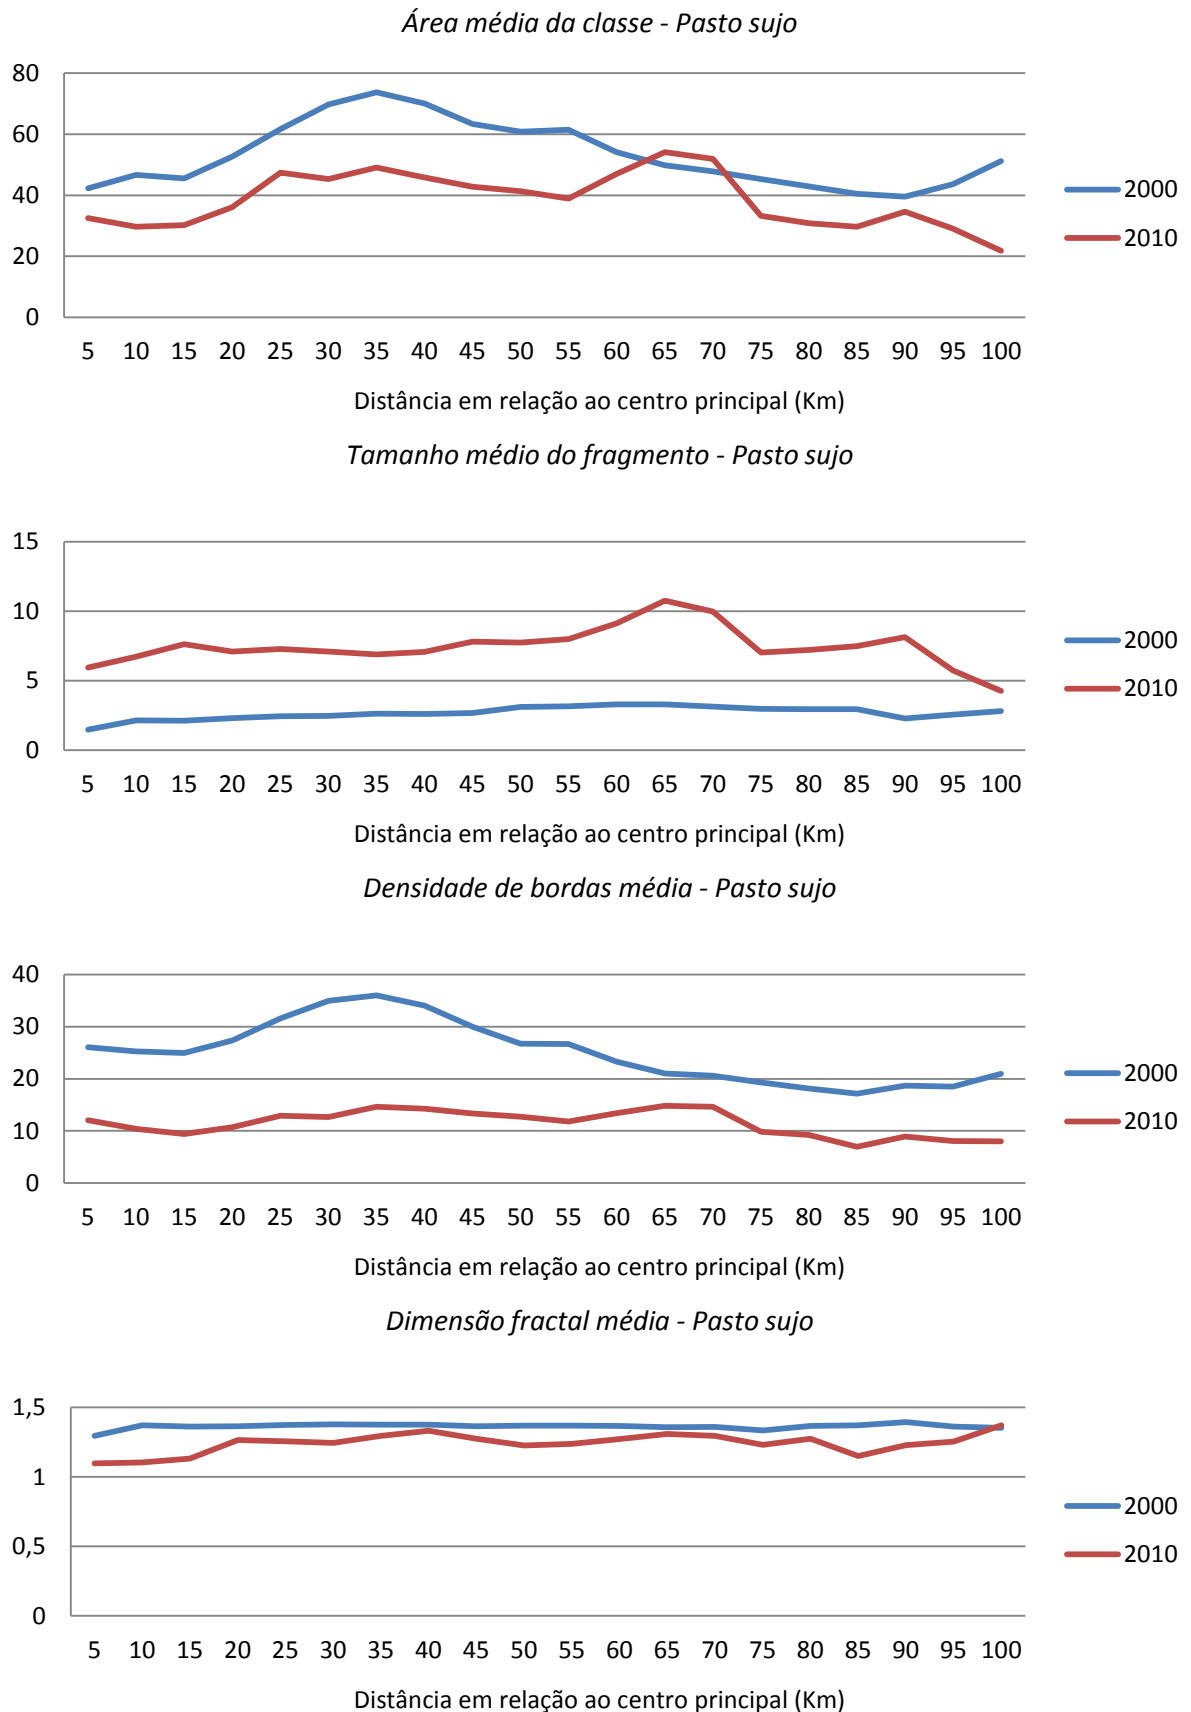 Área média da classe - Pasto sujo
80
60
40
20
0
2000
2010
5 10 15 20 25 30 35 40 45 50 55 60 65 70 75 80 85 90 95 100
Distância em relação ao centro principal (Km)
Tamanho médio do fragmento - Pasto sujo
15
10
5
0
2000
2010
5 10 15 20 25 30 35 40 45 50 55 60 65 70 75 80 85 90 95 100
Distância em relação ao centro principal (Km)
Densidade de bordas média - Pasto sujo
40
30
20
10
0
2000
2010
5 10 15 20 25 30 35 40 45 50 55 60 65 70 75 80 85 90 95 100
Distância em relação ao centro principal (Km)
Dimensão fractal média - Pasto sujo
1,5
1
0,5
0
2000
2010
5 10 15 20 25 30 35 40 45 50 55 60 65 70 75 80 85 90 95 100
Distância em relação ao centro principal (Km)